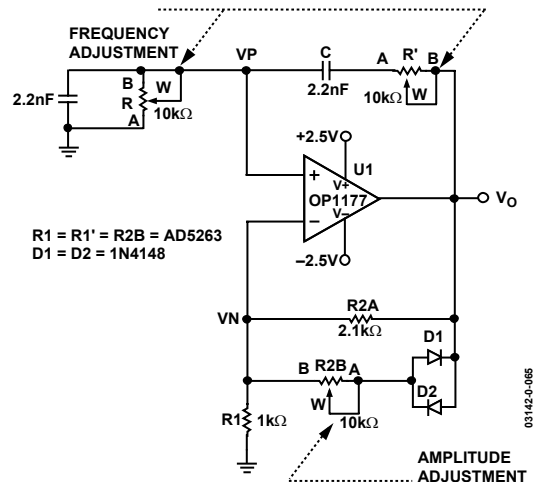 FREQUENCY
ADJUSTMENT
VP
C
2.2nF
A
R'
B
10kΩ
W
2.2nF
B
R
A
W
10kΩ
+2.5V
U1
V+
+
OP1177
–
V–
–2.5V
VO
R1 = R1' = R2B = AD5263
D1 = D2 = 1N4148
R2A
2.1kΩ
VN
D1
B
R2B
A
D2
W
10kΩ
R1
1kΩ
AMPLITUDE
ADJUSTMENT
03142-0-065